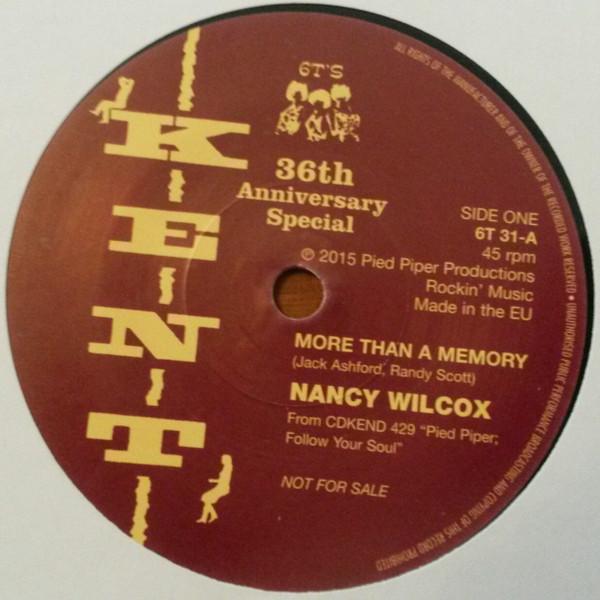 KENT
6T'S
36th
Anniversary
Special
SIDE ONE
6T 31-A
45 rpm
℗ 2015 Pied Piper Productions
Rockin' Music
Made in the EU
MORE THAN A MEMORY
(Jack Ashford, Randy Scott)
NANCY WILCOX
From CDKEND 429 "Pied Piper;
Follow Your Soul"
NOT FOR SALE
ALL RIGHTS OF THE MANUFACTURER AND OF THE OWNER OF THE RECORDED WORK RESERVED • UNAUTHORISED PUBLIC PERFORMANCE BROADCASTING AND COPYING OF THIS RECORD PROHIBITED